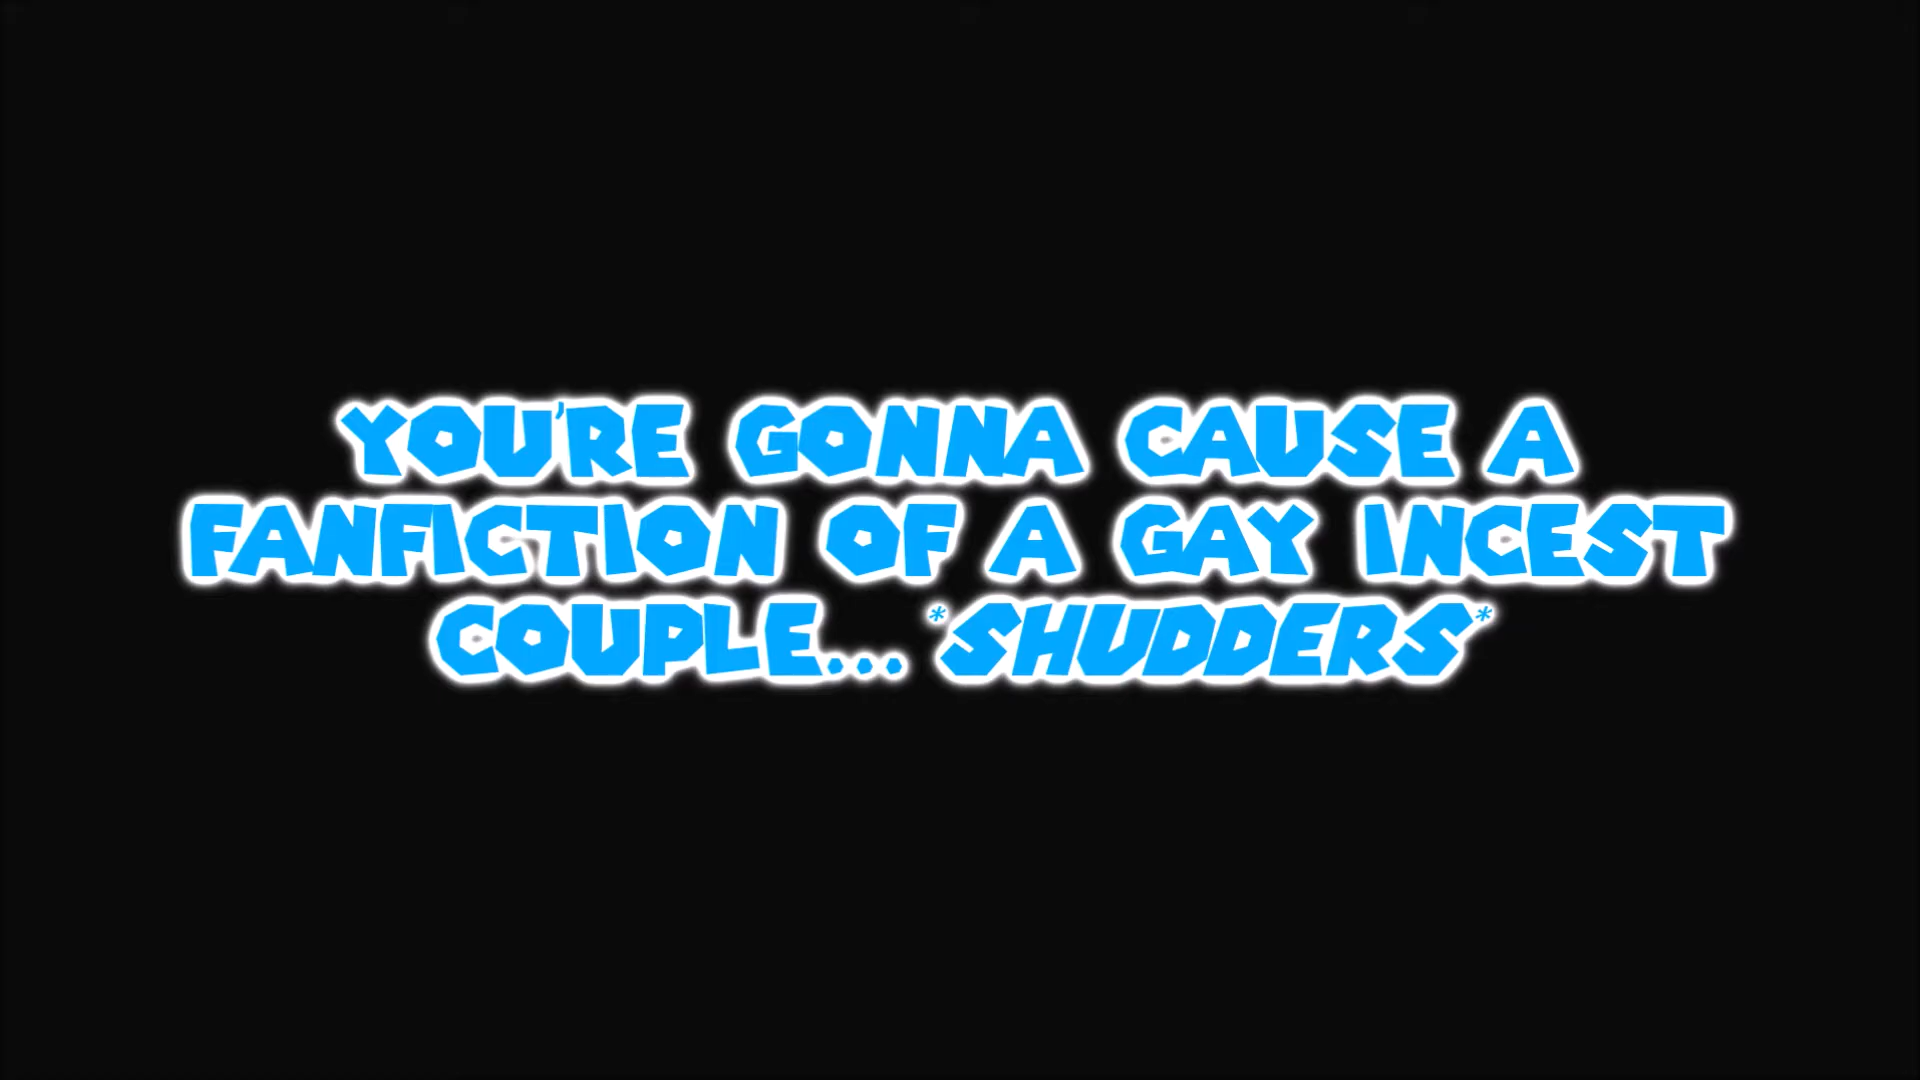 YOU'RE GONNA CAUSE A
FANFICTION OF A GAY INCEST
COUPLE... *SHUDDERS*